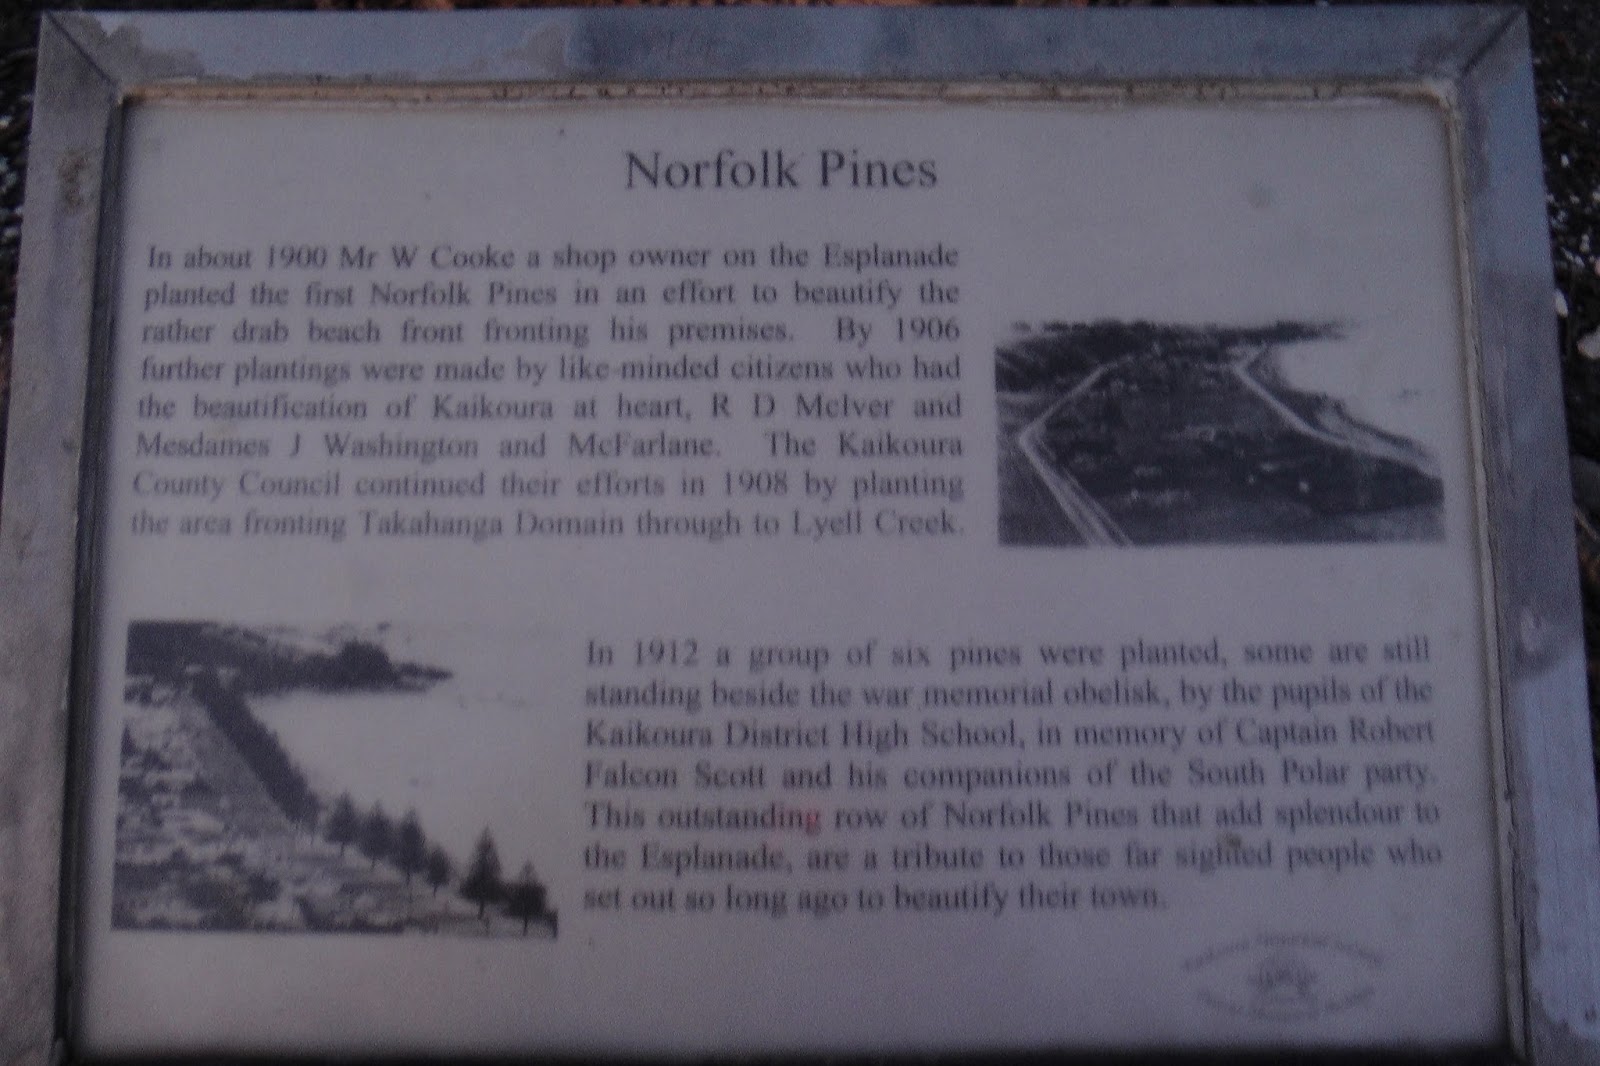 Norfolk Pines
In about 1900 Mr W Cooke a shop owner on the Esplanade
planted the first Norfolk Pines in an effort to beautify the
rather drab beach front fronting his premises. By 1906
further plantings were made by like-minded citizens who had
the beautification of Kaikoura at heart, R D McIver and
Mesdames J Washington and McFarlane. The Kaikoura
County Council continued their efforts in 1908 by planting
the area fronting Takahanga Domain through to Lyell Creek.
In 1912 a group of six pines were planted, some are still
standing beside the war memorial obelisk, by the pupils of the
Kaikoura District High School, in memory of Captain Robert
Falcon Scott and his companions of the South Polar party.
This outstanding row of Norfolk Pines that add splendour to
the Esplanade, are a tribute to those far sighted people who
set out so long ago to beautify their town.